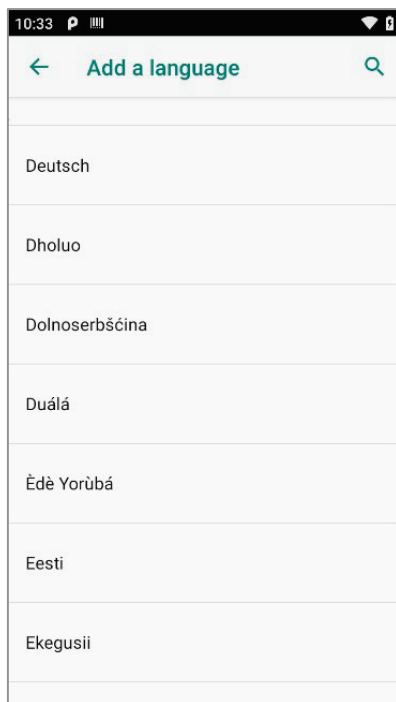 10:33
Add a language
Deutsch
Dholuo
Dolnoserbšćina
Duálá
Èdè Yorùbá
Eesti
Ekegusii